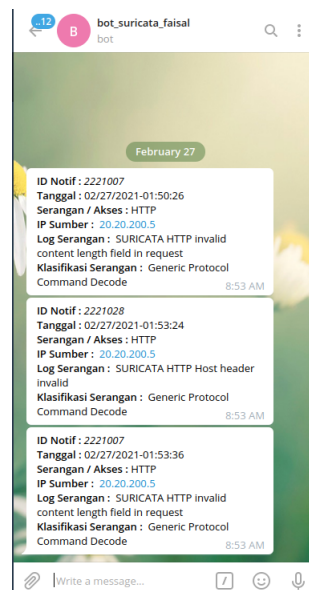 ..12
B
bot_suricata_faisal
bot
February 27
ID Notif : 2221007
Tanggal : 02/27/2021-01:50:26
Serangan / Akses : HTTP
IP Sumber : 20.20.200.5
Log Serangan : SURICATA HTTP invalid
content length field in request
Klasifikasi Serangan : Generic Protocol
Command Decode
8:53 AM
ID Notif : 2221028
Tanggal : 02/27/2021-01:53:24
Serangan / Akses : HTTP
IP Sumber : 20.20.200.5
Log Serangan : SURICATA HTTP Host header
invalid
Klasifikasi Serangan : Generic Protocol
Command Decode
8:53 AM
ID Notif : 2221007
Tanggal : 02/27/2021-01:53:36
Serangan / Akses : HTTP
IP Sumber : 20.20.200.5
Log Serangan : SURICATA HTTP invalid
content length field in request
Klasifikasi Serangan : Generic Protocol
Command Decode
8:53 AM
Write a message...